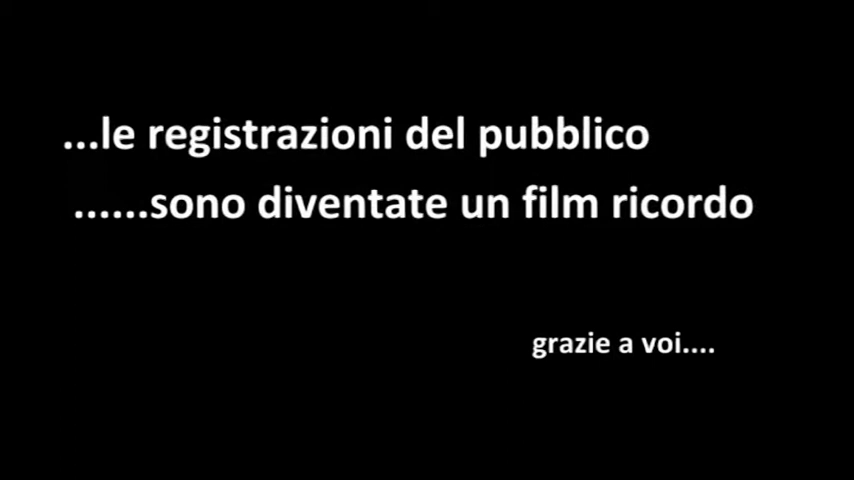 ...le registrazioni del pubblico
......sono diventate un film ricordo
grazie a voi....